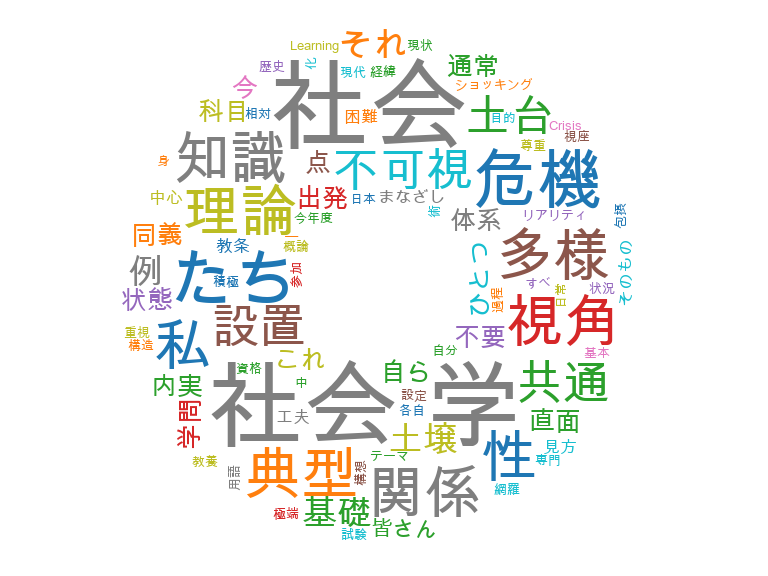 Learning
それ
現状
歴史
化
現代
経緯
社会
通常
ショッキング
今
科目
相対
困難
土台
目的
知識
点
不可視
Crisis
視座
尊重
危機
身
中心
理論
出発
日本
まなざし
術
体系
リアリティ
包摂
今年度
同義
教条
概論
一
多様
例
たち
積極
参加
ひとつ
すべ
理由
状況
そのもの
状態
設置
過程
視角
重視
構造
私
不要
これ
自分
基本
内実
資格
中
自ら
設定
共通
学問
社会
学
工夫
各自
土壌
直面
性
見方
教養
用語
典型
構想
テーマ
関係
専門
網羅
極端
基礎
皆さん
試験